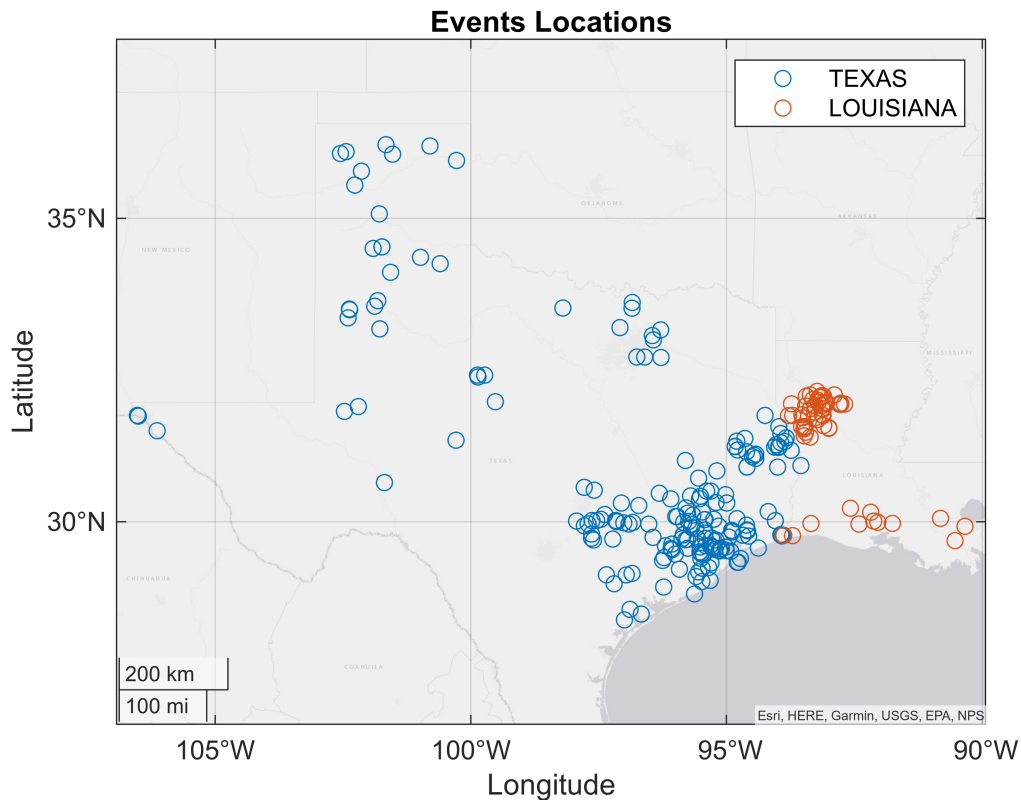 Events Locations
TEXAS
LOUISIANA
35°N
OKLAHOMA
ARKANSAS
NEW MEXICO
MISSISSIPPI
Latitude
TEXAS
LOUISIANA
30°N
CHIHUAHUA
COAHUILA
200 km
100 mi
Esri, HERE, Garmin, USGS, EPA, NPS
105°W
100°W
95°W
90°W
Longitude